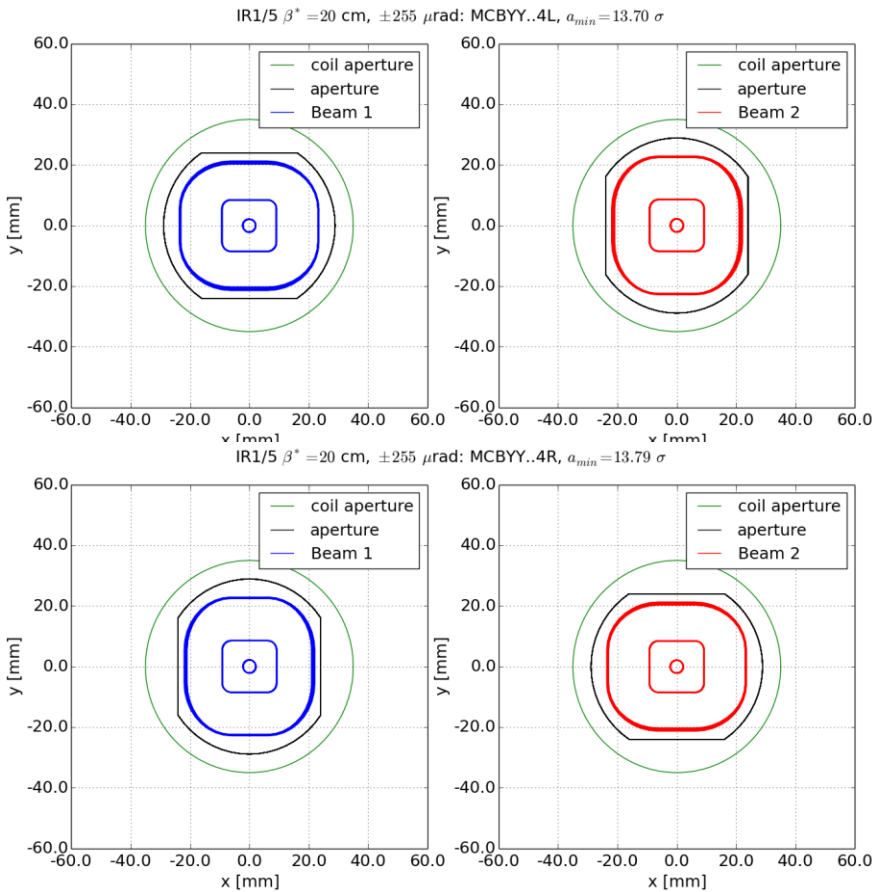 IR1/5 β* =20 cm, ±255 μrad: MCBYY..4L, a_min=13.70 σ
60.0
40.0
20.0
0.0
-20.0
-40.0
-60.0
-60.0 -40.0 -20.0 0.0 20.0 40.0 60.0
y [mm]
x [mm]
coil aperture
aperture
Beam 1
60.0
40.0
20.0
0.0
-20.0
-40.0
-60.0
-60.0 -40.0 -20.0 0.0 20.0 40.0 60.0
y [mm]
x [mm]
coil aperture
aperture
Beam 2
IR1/5 β* =20 cm, ±255 μrad: MCBYY..4R, a_min=13.79 σ
60.0
40.0
20.0
0.0
-20.0
-40.0
-60.0
-60.0 -40.0 -20.0 0.0 20.0 40.0 60.0
y [mm]
x [mm]
coil aperture
aperture
Beam 1
60.0
40.0
20.0
0.0
-20.0
-40.0
-60.0
-60.0 -40.0 -20.0 0.0 20.0 40.0 60.0
y [mm]
x [mm]
coil aperture
aperture
Beam 2